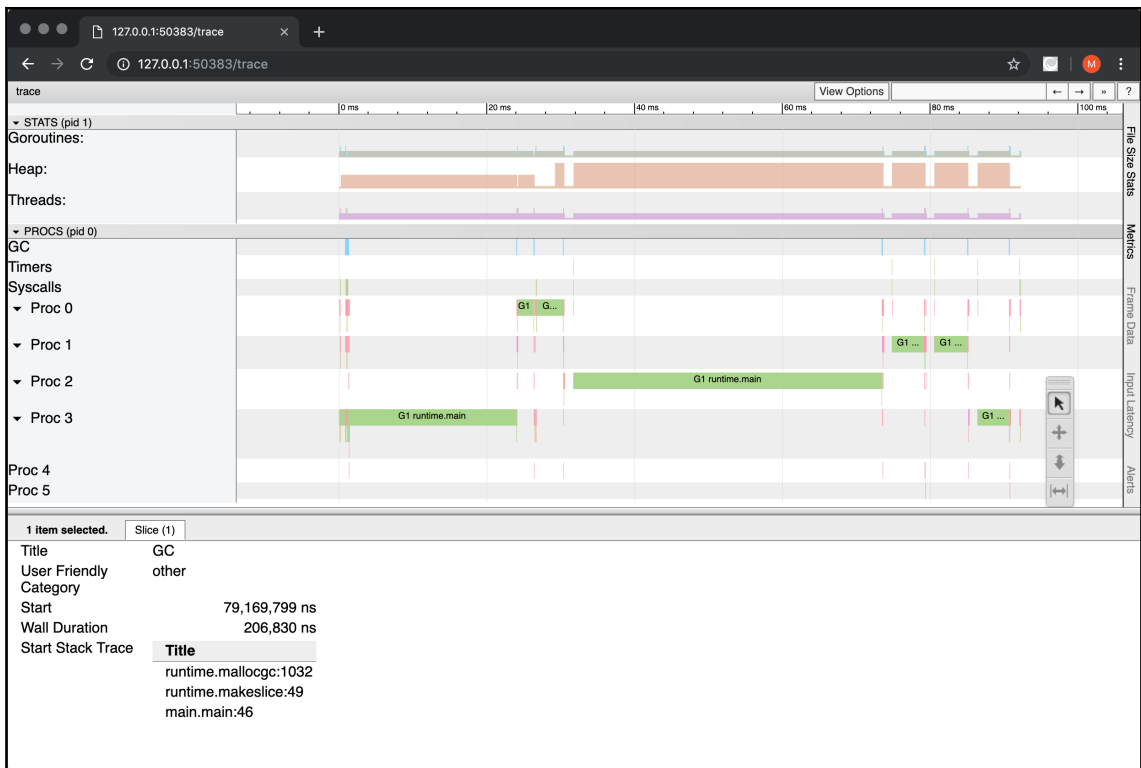 127.0.0.1:50383/trace × +
127.0.0.1:50383/trace M
trace View Options ← → » ?
0 ms 20 ms 40 ms 60 ms 80 ms 100 ms
STATS (pid 1)
Goroutines:
Heap:
Threads:
PROCS (pid 0)
GC
Timers
Syscalls
Proc 0 G1 G...
Proc 1 G1 ... G1 ...
Proc 2 G1 runtime.main
Proc 3 G1 runtime.main G1 ...
Proc 4
Proc 5
File Size Stats
Metrics
Frame Data
Input Latency
Alerts
1 item selected. Slice (1)
Title GC
User Friendly other
Category
Start 79,169,799 ns
Wall Duration 206,830 ns
Start Stack Trace Title
runtime.mallocgc:1032
runtime.makeslice:49
main.main:46